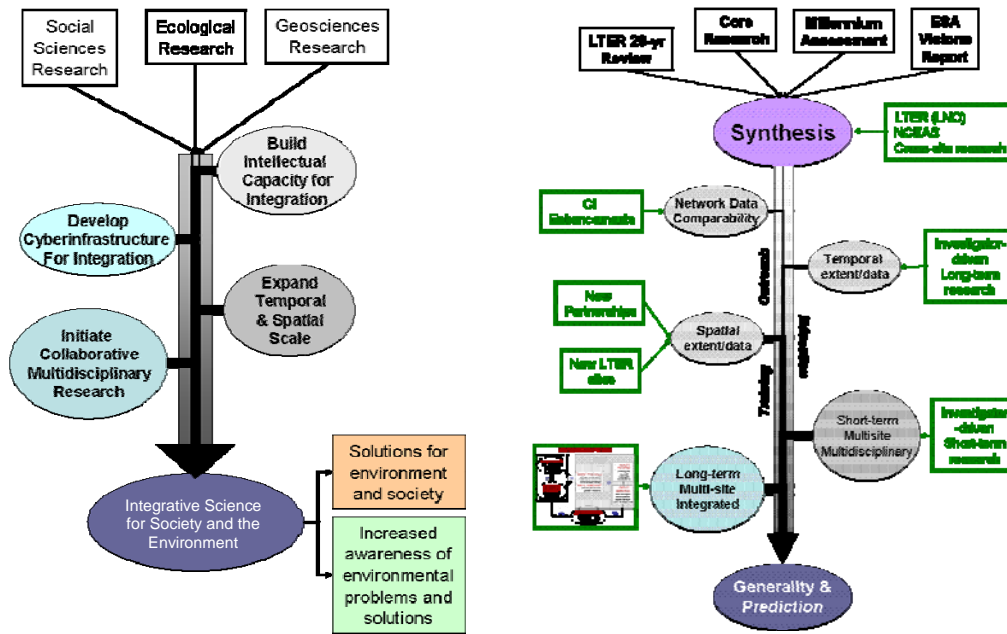 Social
Sciences
Research
Ecological
Research
Geosciences
Research
Build
Intellectual
Capacity for
Integration
Develop
Cyberinfrastructure
For Integration
Expand
Temporal
& Spatial
Scale
Initiate
Collaborative
Multidisciplinary
Research
Integrative Science
for Society and the
Environment
Solutions for
environment
and society
Increased
awareness of
environmental
problems and
solutions
LTER 20-yr
Review
Core
Research
Millennium
Assessment
ESA
Visions
Report
Synthesis
LTER (LNO)
NCEAS
Cross-site research
CI
Enhancements
Network Data
Comparability
Outreach
Temporal
extent/data
Investigator-
driven
Long-term
research
New
Partnerships
Spatial
extent/data
New LTER
sites
Training
Short-term
Multisite
Multidisciplinary
Investigator
-driven
Short-term
research
Long-term
Multi-site
Integrated
Generality &
Prediction